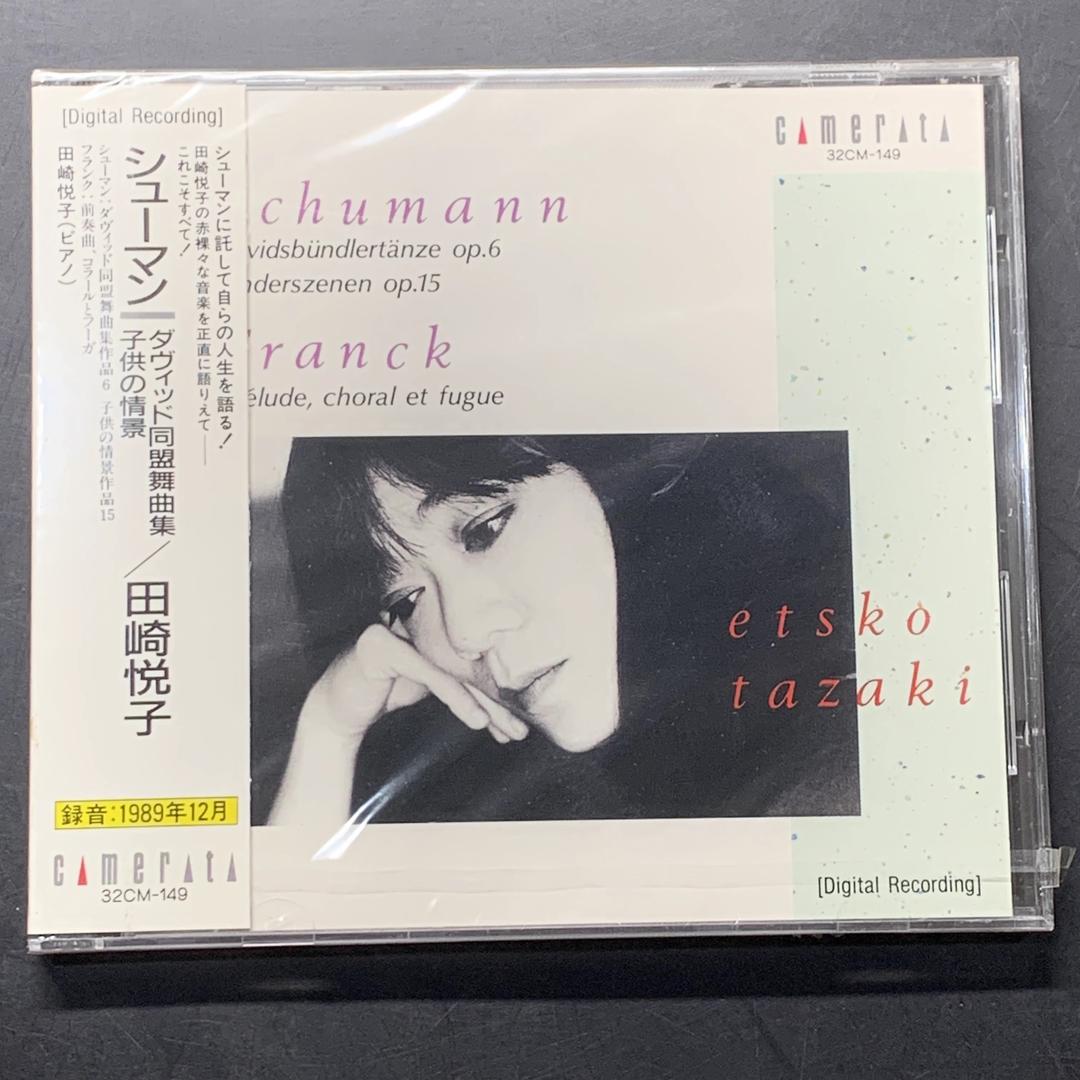 [Digital Recording]
シューマンに託して自らの人生を語る！
田崎悦子の赤裸々な音楽を正直に語りえて――
これこそすべて！
シューマン
ダヴィッド同盟舞曲集
子供の情景
／田崎悦子
シューマン：ダヴィッド同盟舞曲集作品6 子供の情景作品15
フランク：前奏曲、コラールとフーガ
田崎悦子(ピアノ)
録音：1989年12月
camerata
32CM-149
camerata
32CM-149
chumann
vidsbündlertänze op.6
nderszenen op.15
ranck
élude, choral et fugue
etsko
tazaki
[Digital Recording]